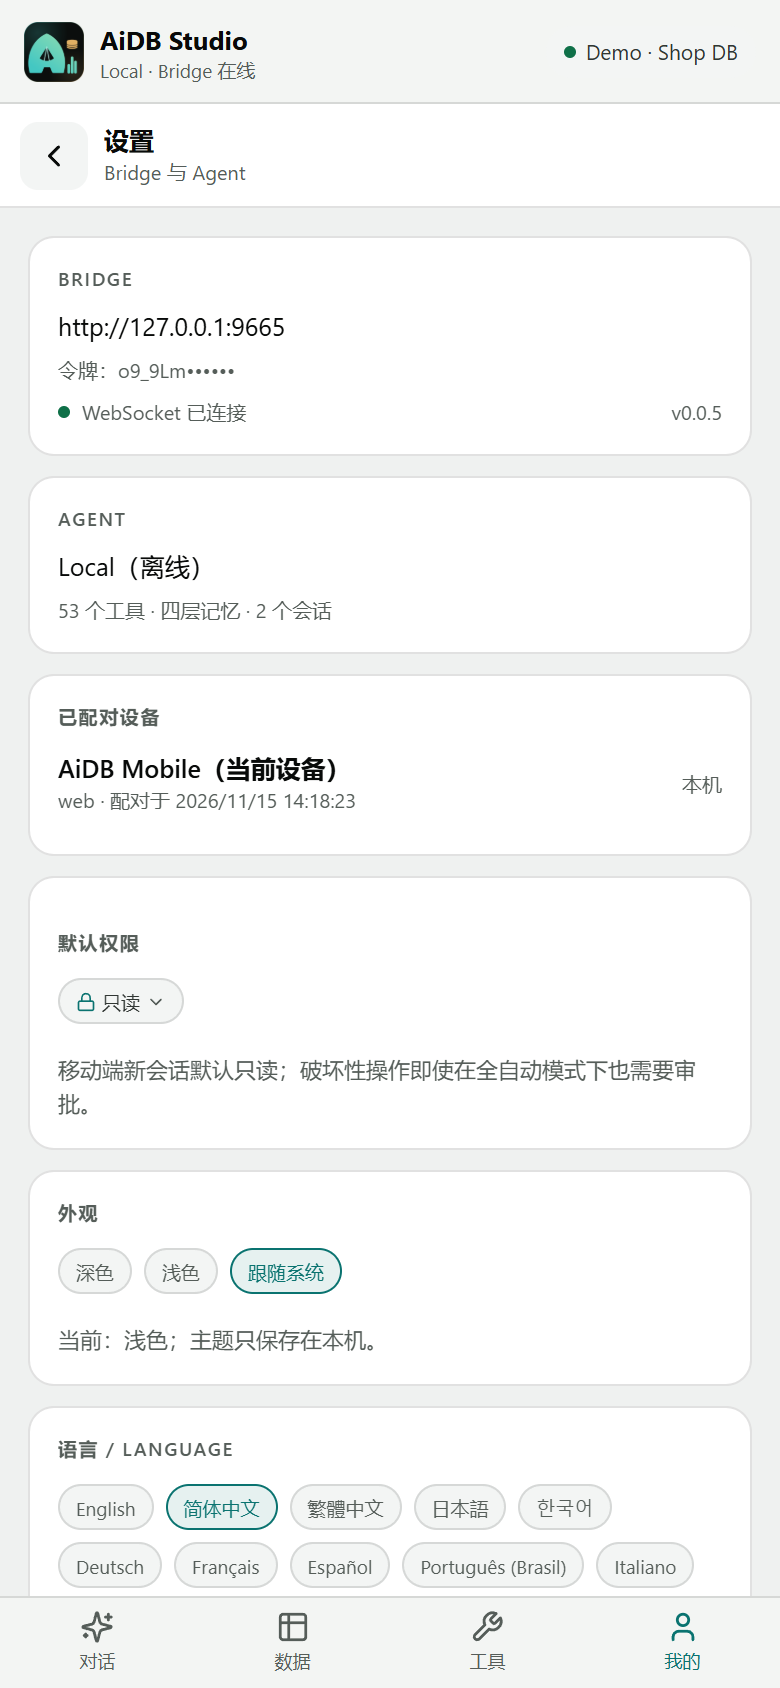 AiDB Studio
Local · Bridge 在线
Demo · Shop DB
设置
Bridge 与 Agent
BRIDGE
http://127.0.0.1:9665
令牌：o9_9Lm••••••
WebSocket 已连接
v0.0.5
AGENT
Local（离线）
53 个工具 · 四层记忆 · 2 个会话
已配对设备
AiDB Mobile（当前设备）
web · 配对于 2026/11/15 14:18:23
本机
默认权限
只读
移动端新会话默认只读；破坏性操作即使在全自动模式下也需要审
批。
外观
深色 浅色 跟随系统
当前：浅色；主题只保存在本机。
语言 / LANGUAGE
English 简体中文 繁體中文 日本語 한국어
Deutsch Français Español Português (Brasil) Italiano
对话 数据 工具 我的